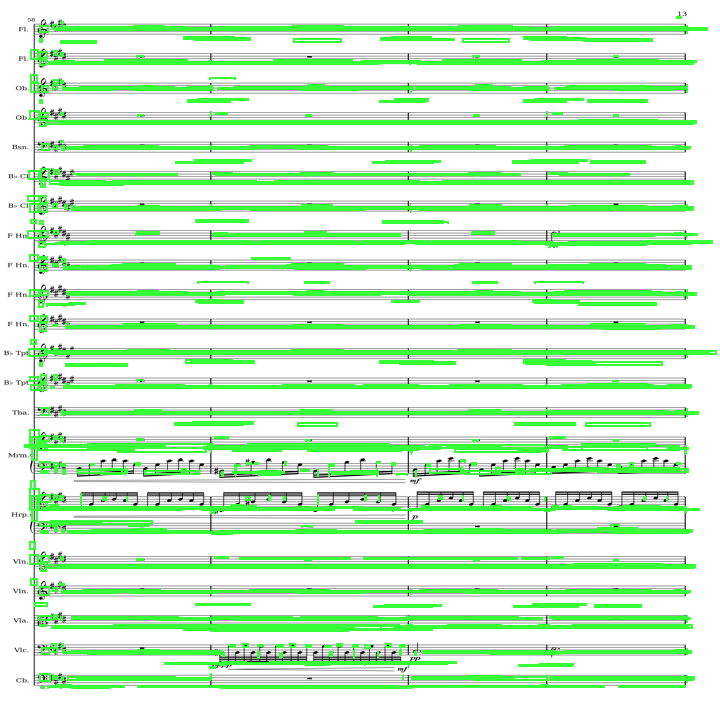 13
58
Fl.
Fl.
Ob.
Ob.
Bsn.
B♭ Cl
B♭ Cl
F Hn.
F Hn.
F Hn.
F Hn.
B♭ Tpt
B♭ Tpt
Tba.
Mrm.
mf
Hrp.
p
Vln.
Vln.
Vla.
Vlc.
pp
mf
Cb.